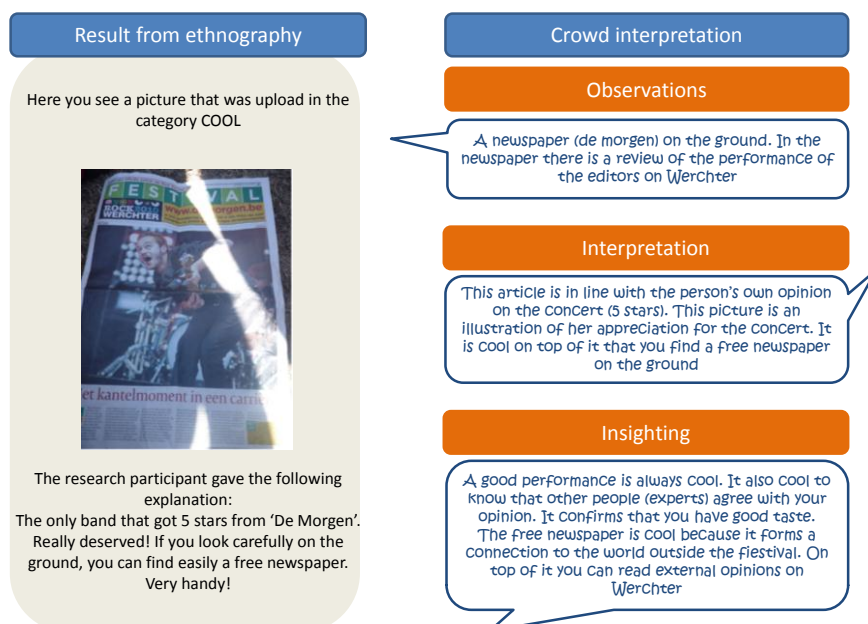 Result from ethnography
Here you see a picture that was upload in the
category COOL
FESTIVAL
ROCK
WERCHTER
et kantelmoment in een carri
The research participant gave the following
explanation:
The only band that got 5 stars from ‘De Morgen’.
Really deserved! If you look carefully on the
ground, you can find easily a free newspaper.
Very handy!
Crowd interpretation
Observations
A newspaper (de morgen) on the ground. In the
newspaper there is a review of the performance of
the editors on Werchter
Interpretation
This article is in line with the person’s own opinion
on the concert (5 stars). This picture is an
illustration of her appreciation for the concert. It
is cool on top of it that you find a free newspaper
on the ground
Insighting
A good performance is always cool. It also cool to
know that other people (experts) agree with your
opinion. It confirms that you have good taste.
The free newspaper is cool because it forms a
connection to the world outside the fiestival. On
top of it you can read external opinions on
Werchter